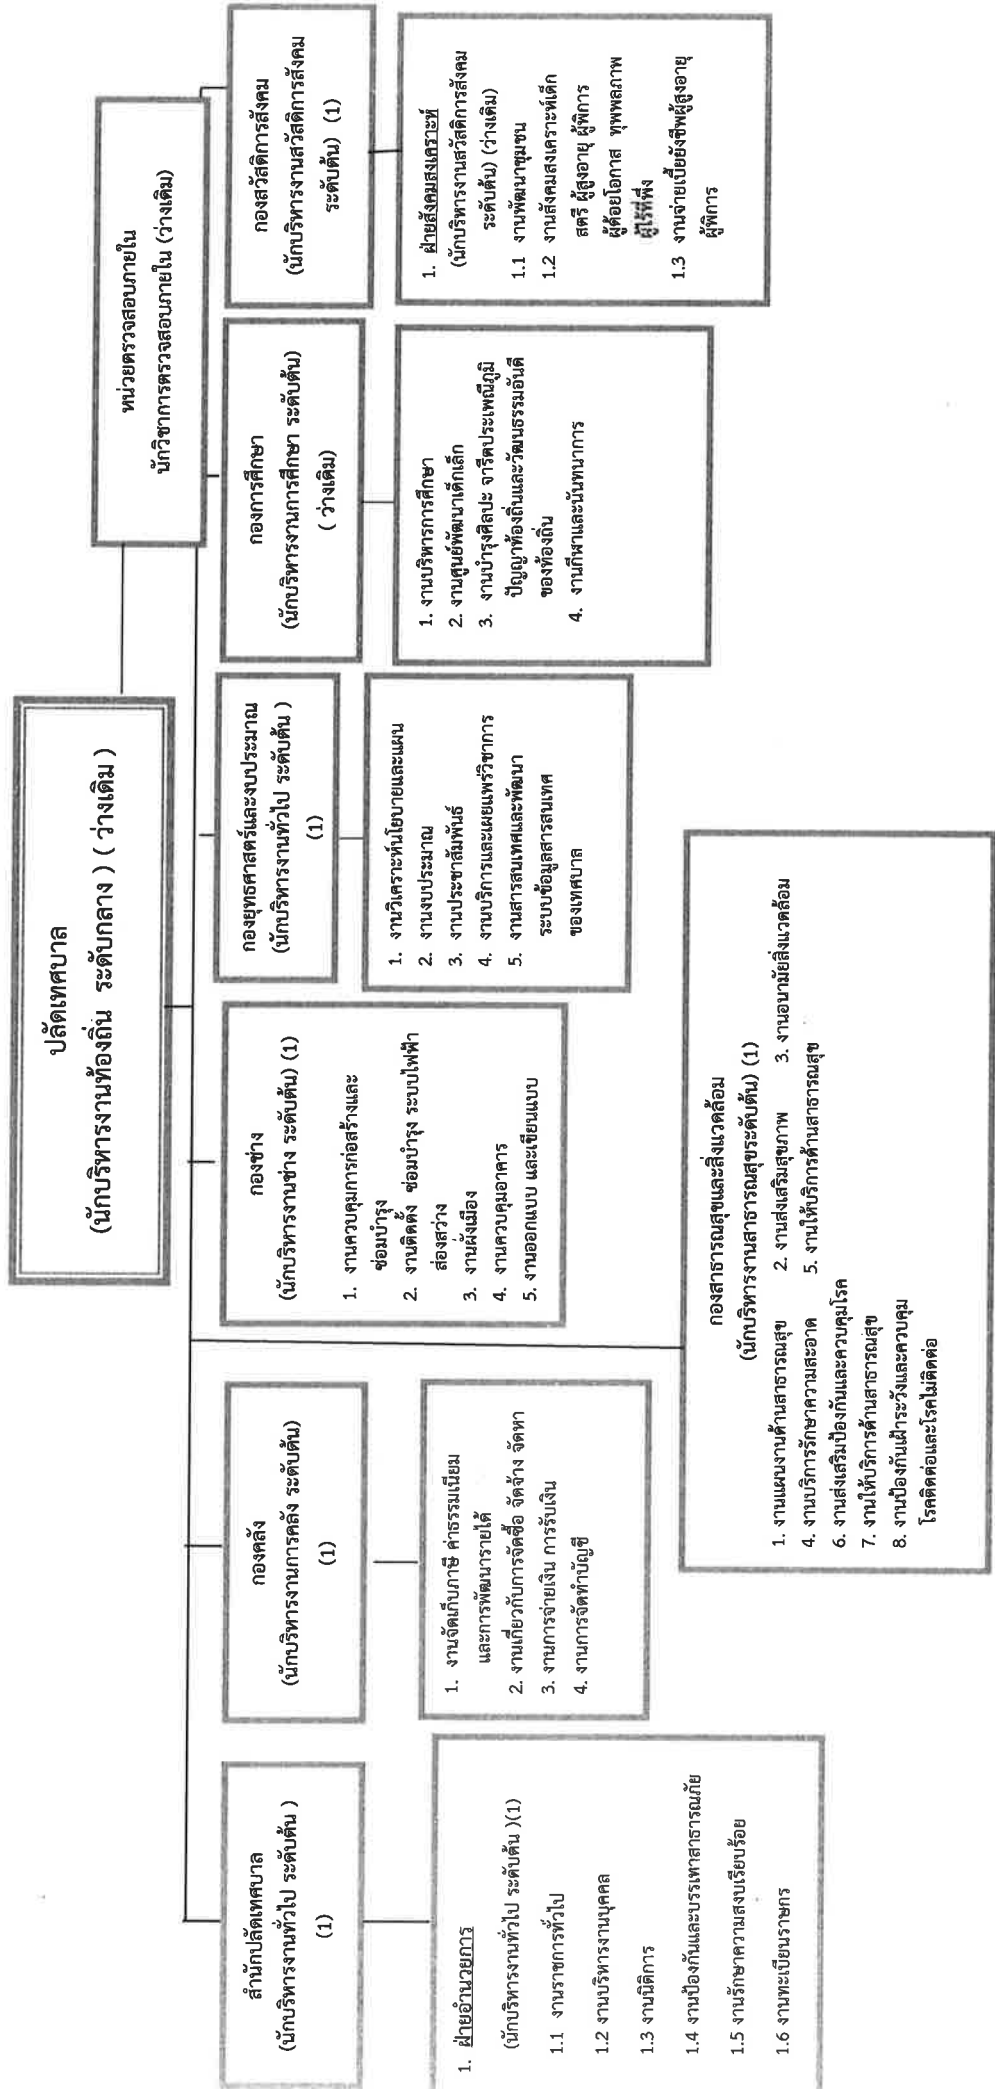 ปลัดเทศบาล
(นักบริหารงานท้องถิ่น ระดับกลาง ) ( ว่างเดิม )
หน่วยตรวจสอบภายใน
นักวิชาการตรวจสอบภายใน (ว่างเดิม)
สำนักปลัดเทศบาล
(นักบริหารงานทั่วไป ระดับต้น )
(1)
1. ฝ่ายอำนวยการ
(นักบริหารงานทั่วไป ระดับต้น )(1)
1.1 งานราชการทั่วไป
1.2 งานบริหารงานบุคคล
1.3 งานนิติการ
1.4 งานป้องกันและบรรเทาสาธารณภัย
1.5 งานรักษาความสงบเรียบร้อย
1.6 งานทะเบียนราษฎร
กองคลัง
(นักบริหารงานการคลัง ระดับต้น)
(1)
1. งานจัดเก็บภาษี ค่าธรรมเนียม
และการพัฒนารายได้
2. งานเกี่ยวกับการจัดซื้อ จัดจ้าง จัดหา
3. งานการจ่ายเงิน การรับเงิน
4. งานการจัดทำบัญชี
กองช่าง
(นักบริหารงานช่าง ระดับต้น) (1)
1. งานควบคุมการก่อสร้างและ
ซ่อมบำรุง
2. งานติดตั้ง ซ่อมบำรุง ระบบไฟฟ้า
ส่องสว่าง
3. งานผังเมือง
4. งานควบคุมอาคาร
5. งานออกแบบ และเขียนแบบ
กองยุทธศาสตร์และงบประมาณ
(นักบริหารงานทั่วไป ระดับต้น )
(1)
1. งานวิเคราะห์นโยบายและแผน
2. งานงบประมาณ
3. งานประชาสัมพันธ์
4. งานบริการและเผยแพร่วิชาการ
5. งานสารสนเทศและพัฒนา
ระบบข้อมูลสารสนเทศ
ของเทศบาล
กองการศึกษา
(นักบริหารงานการศึกษา ระดับต้น)
( ว่างเดิม)
1. งานบริหารการศึกษา
2. งานศูนย์พัฒนาเด็กเล็ก
3. งานบำรุงศิลปะ จารีตประเพณีภูมิ
ปัญญาท้องถิ่นและวัฒนธรรมอันดี
ของท้องถิ่น
4. งานกีฬาและนันทนาการ
กองสวัสดิการสังคม
(นักบริหารงานสวัสดิการสังคม
ระดับต้น) (1)
1. ฝ่ายสังคมสงเคราะห์
(นักบริหารงานสวัสดิการสังคม
ระดับต้น) (ว่างเดิม)
1.1 งานพัฒนาชุมชน
1.2 งานสังคมสงเคราะห์เด็ก
สตรี ผู้สูงอายุ ผู้พิการ
ผู้ด้อยโอกาส ทุพพลภาพ
ผู้ไร้ที่พึ่ง
1.3 งานจ่ายเบี้ยยังชีพผู้สูงอายุ
ผู้พิการ
กองสาธารณสุขและสิ่งแวดล้อม
(นักบริหารงานสาธารณสุขระดับต้น) (1)
1. งานแผนงานด้านสาธารณสุข 2. งานส่งเสริมสุขภาพ 3. งานอนามัยสิ่งแวดล้อม
4. งานบริการรักษาความสะอาด 5. งานให้บริการด้านสาธารณสุข
6. งานส่งเสริมป้องกันและควบคุมโรค
7. งานให้บริการด้านสาธารณสุข
8. งานป้องกันเฝ้าระวังและควบคุม
โรคติดต่อและโรคไม่ติดต่อ